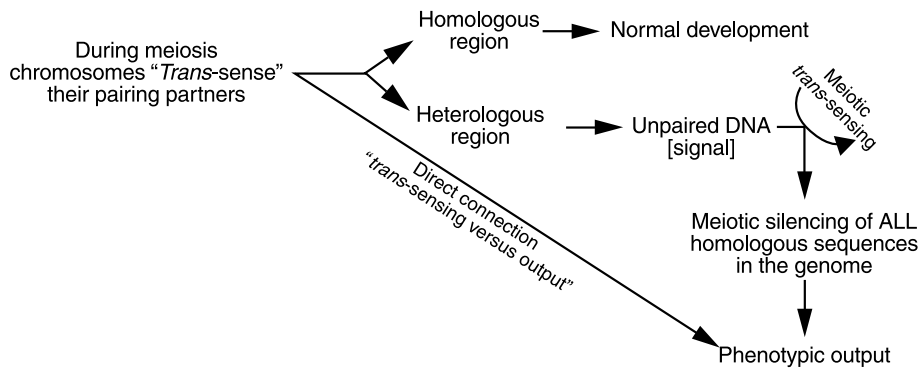 During meiosis
chromosomes “Trans-sense”
their pairing partners
Homologous
region
Normal development
Heterologous
region
Unpaired DNA
[signal]
Meiotic
trans-sensing
Direct connection
“trans-sensing versus output”
Meiotic silencing of ALL
homologous sequences
in the genome
Phenotypic output